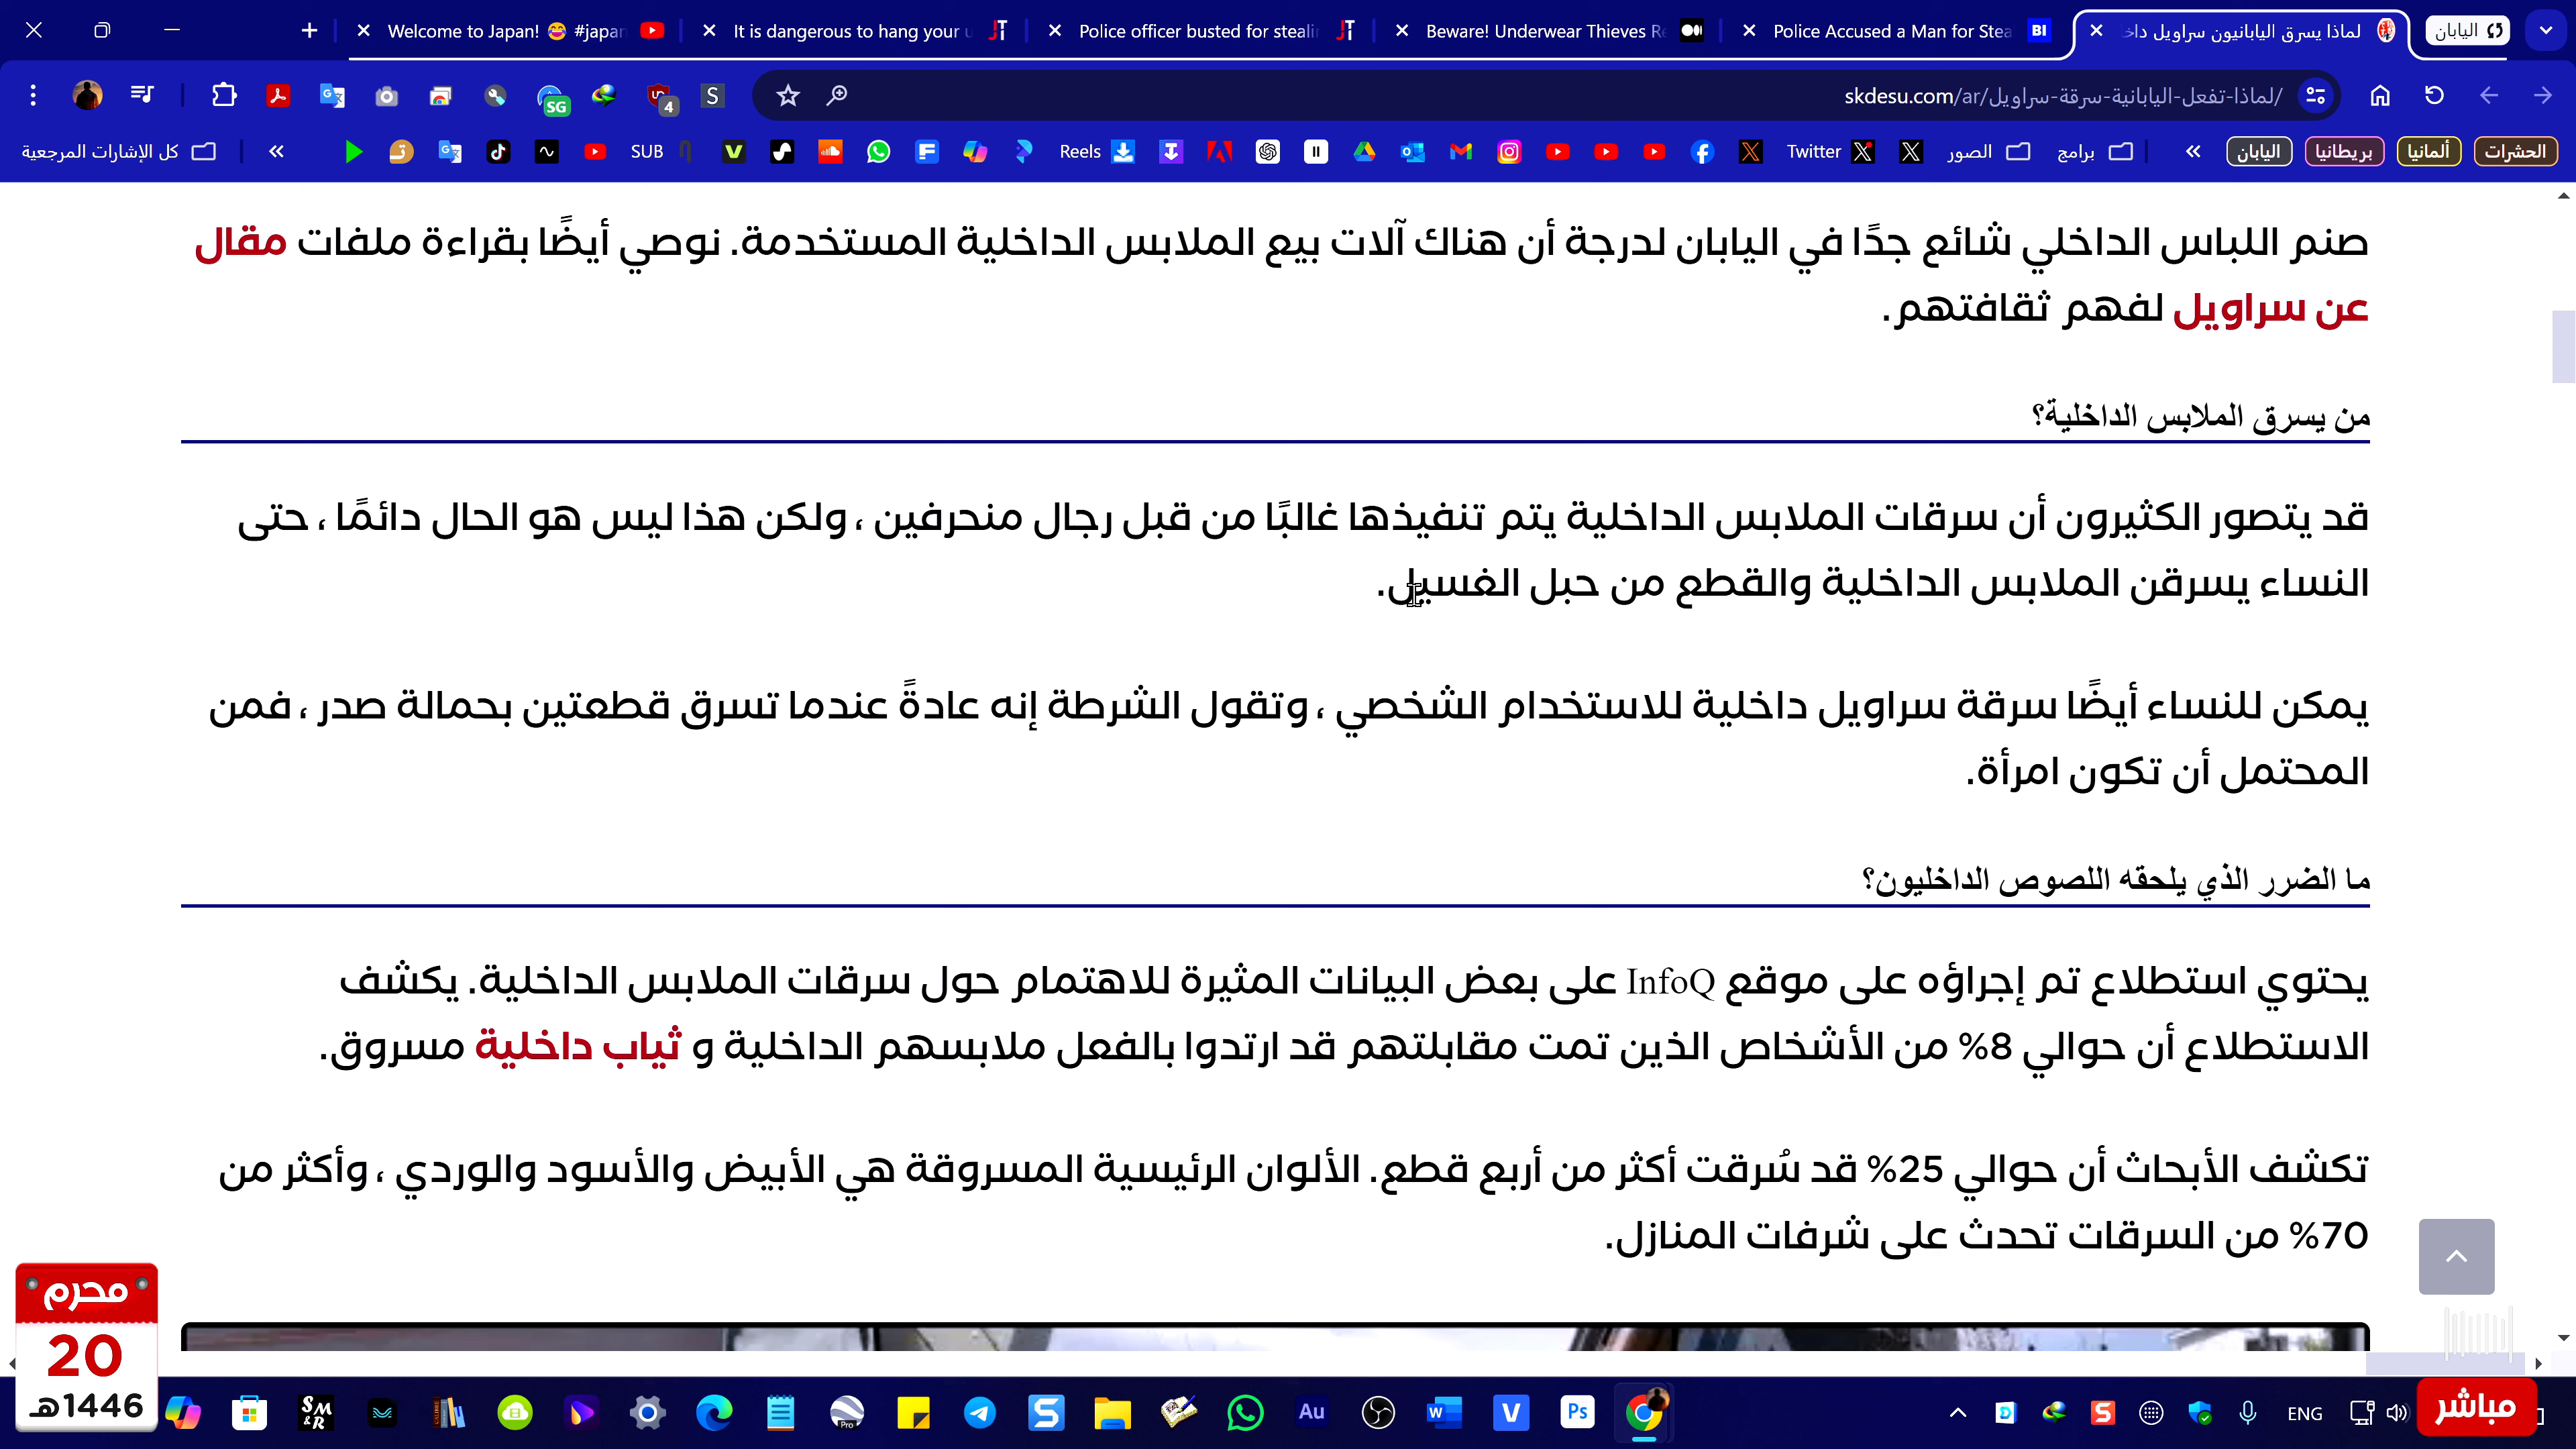 Welcome to Japan! 😂 #japan
It is dangerous to hang your u
Police officer busted for steali
Beware! Underwear Thieves Re
Police Accused a Man for Stea
لماذا يسرق اليابانيون سراويل داخ
اليابان
skdesu.com/ar/لماذا-تفعل-اليابانية-سرقة-سراويل/
كل الإشارات المرجعية
SUB
Reels
Twitter
الصور
برامج
اليابان
بريطانيا
ألمانيا
الحشرات
صنم اللباس الداخلي شائع جدًا في اليابان لدرجة أن هناك آلات بيع الملابس الداخلية المستخدمة. نوصي أيضًا بقراءة ملفات مقال
عن سراويل لفهم ثقافتهم.
من يسرق الملابس الداخلية؟
قد يتصور الكثيرون أن سرقات الملابس الداخلية يتم تنفيذها غالبًا من قبل رجال منحرفين ، ولكن هذا ليس هو الحال دائمًا ، حتى
النساء يسرقن الملابس الداخلية والقطع من حبل الغسيل.
يمكن للنساء أيضًا سرقة سراويل داخلية للاستخدام الشخصي ، وتقول الشرطة إنه عادةً عندما تسرق قطعتين بحمالة صدر ، فمن
المحتمل أن تكون امرأة.
ما الضرر الذي يلحقه اللصوص الداخليون؟
يحتوي استطلاع تم إجراؤه على موقع InfoQ على بعض البيانات المثيرة للاهتمام حول سرقات الملابس الداخلية. يكشف
الاستطلاع أن حوالي 8% من الأشخاص الذين تمت مقابلتهم قد ارتدوا بالفعل ملابسهم الداخلية و ثياب داخلية مسروق.
تكشف الأبحاث أن حوالي 25% قد سُرقت أكثر من أربع قطع. الألوان الرئيسية المسروقة هي الأبيض والأسود والوردي ، وأكثر من
70% من السرقات تحدث على شرفات المنازل.
محرم
20
1446هـ
ENG
مباشر